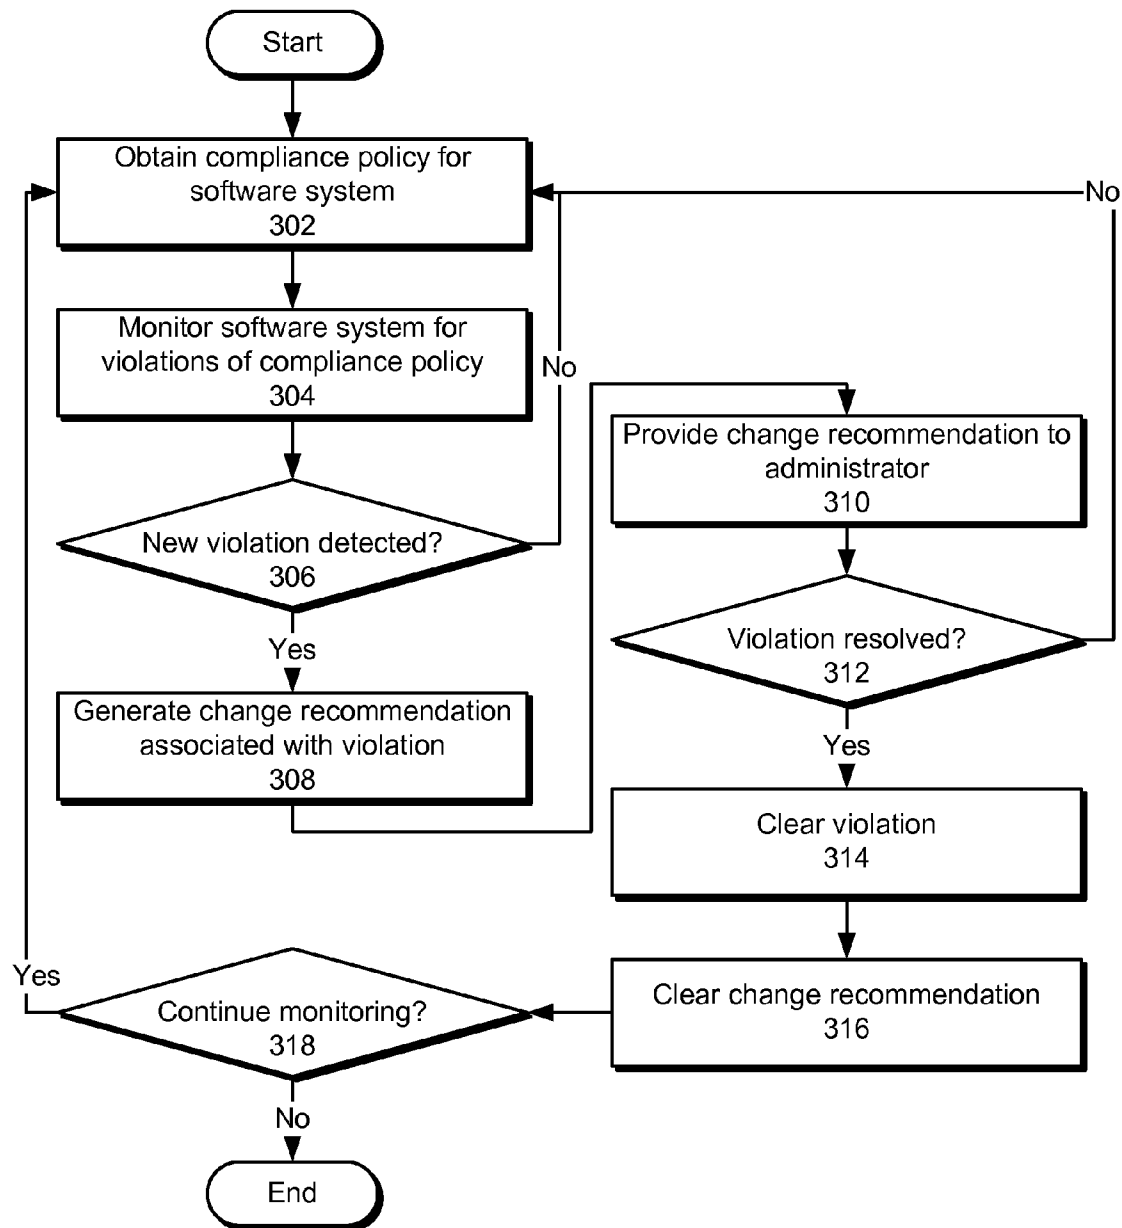 Start
Obtain compliance policy for
software system
302
No
Monitor software system for
violations of compliance policy
304
No
Provide change recommendation to
administrator
310
New violation detected?
306
Yes
Violation resolved?
312
Generate change recommendation
associated with violation
308
Yes
Clear violation
314
Yes
Continue monitoring?
318
Clear change recommendation
316
No
End